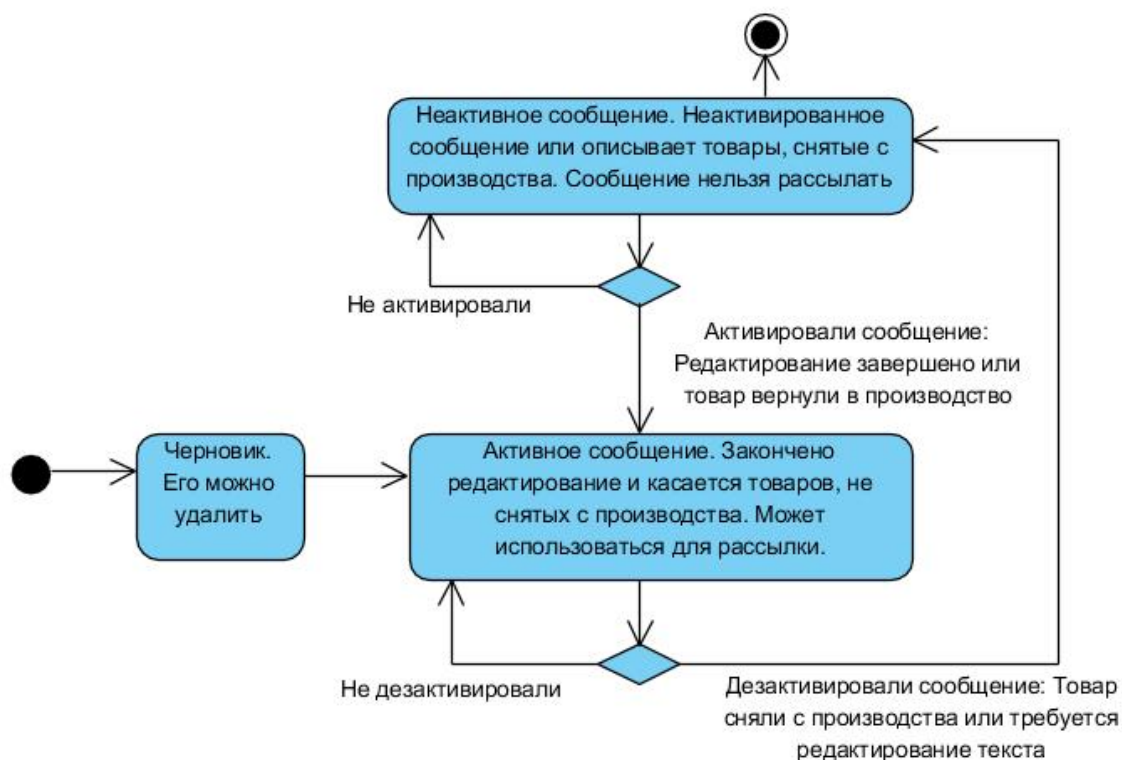 Неактивное сообщение. Неактивированное
сообщение или описывает товары, снятые с
производства. Сообщение нельзя рассылать
Не активировали
Активировали сообщение:
Редактирование завершено или
товар вернули в производство
Черновик.
Его можно
удалить
Активное сообщение. Закончено
редактирование и касается товаров, не
снятых с производства. Может
использоваться для рассылки.
Не дезактивировали
Дезактивировали сообщение: Товар
сняли с производства или требуется
редактирование текста